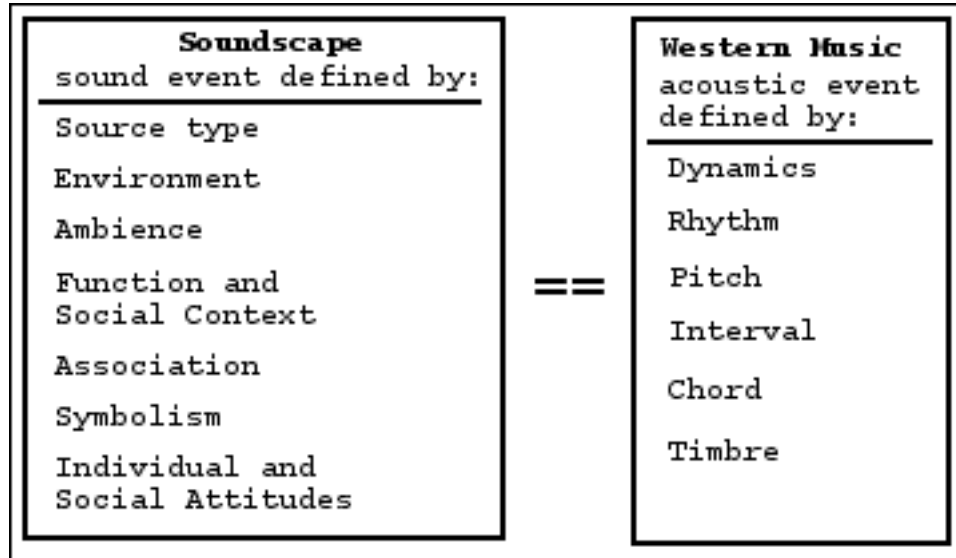 Soundscape
sound event defined by:
Source type
Environment
Ambience
Function and
Social Context
Association
Symbolism
Individual and
Social Attitudes
==
Western Music
acoustic event
defined by:
Dynamics
Rhythm
Pitch
Interval
Chord
Timbre